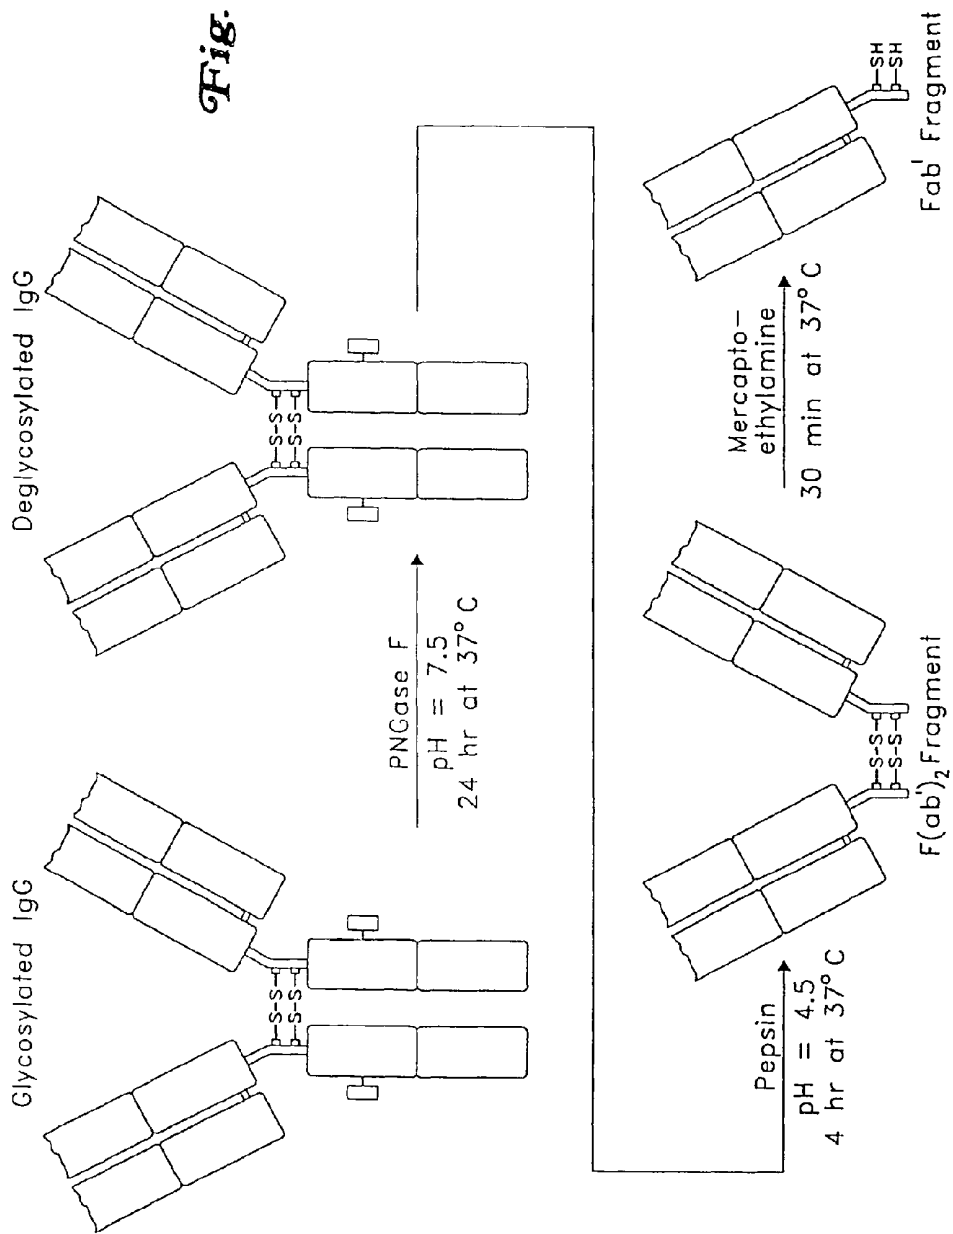 Fig.
Glycosylated IgG
Deglycosylated IgG
S-S
S-S
S-S
S-S
PNGase F
pH = 7.5
24 hr at 37°C
Pepsin
pH = 4.5
4 hr at 37°C
S-S
S-S
F(ab')2 Fragment
Mercapto-
ethylamine
30 min at 37°C
SH
SH
Fab' Fragment